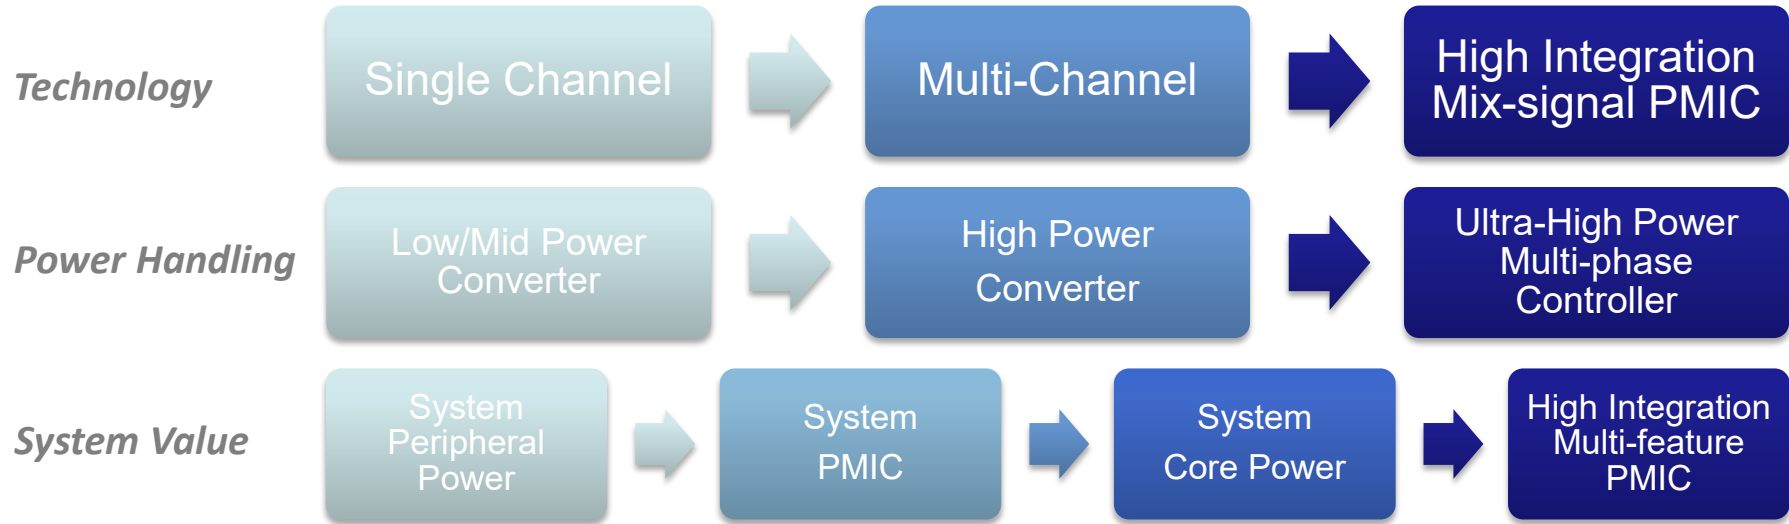 Technology
Single Channel
Multi-Channel
High Integration
Mix-signal PMIC
Power Handling
Low/Mid Power
Converter
High Power
Converter
Ultra-High Power
Multi-phase
Controller
System Value
System
Peripheral
Power
System
PMIC
System
Core Power
High Integration
Multi-feature
PMIC